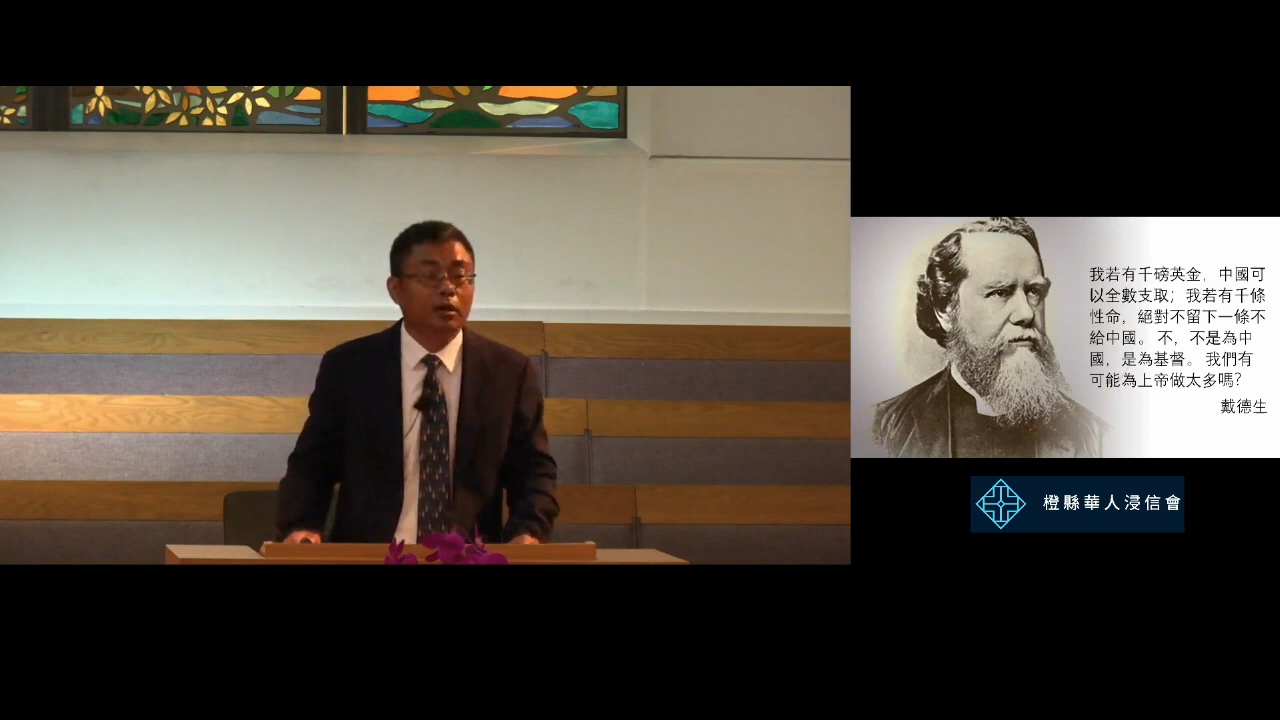 我若有千磅英金，中國可
以全數支取；我若有千條
性命，絕對不留下一條不
給中國。不，不是為中
國，是為基督。我們有
可能為上帝做太多嗎?
戴德生
橙縣華人浸信會